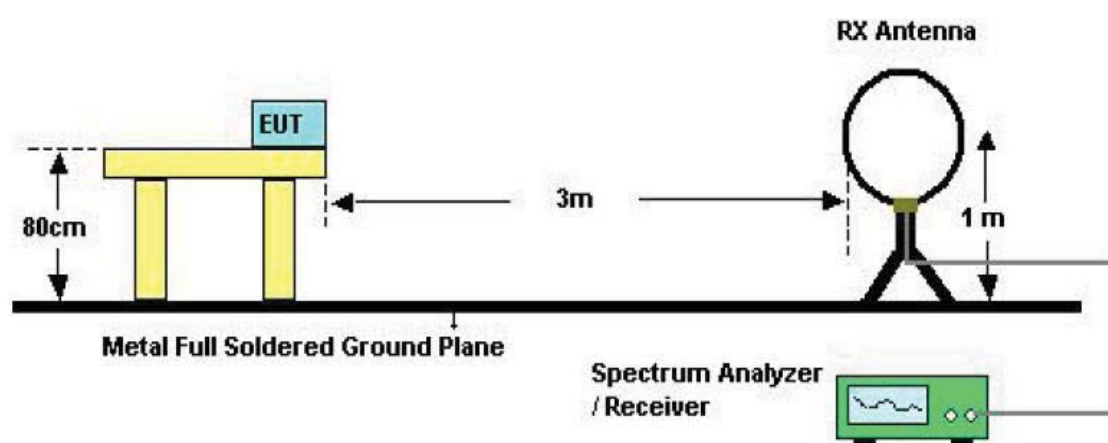 RX Antenna
EUT
3m
80cm
1 m
Metal Full Soldered Ground Plane
Spectrum Analyzer
/ Receiver